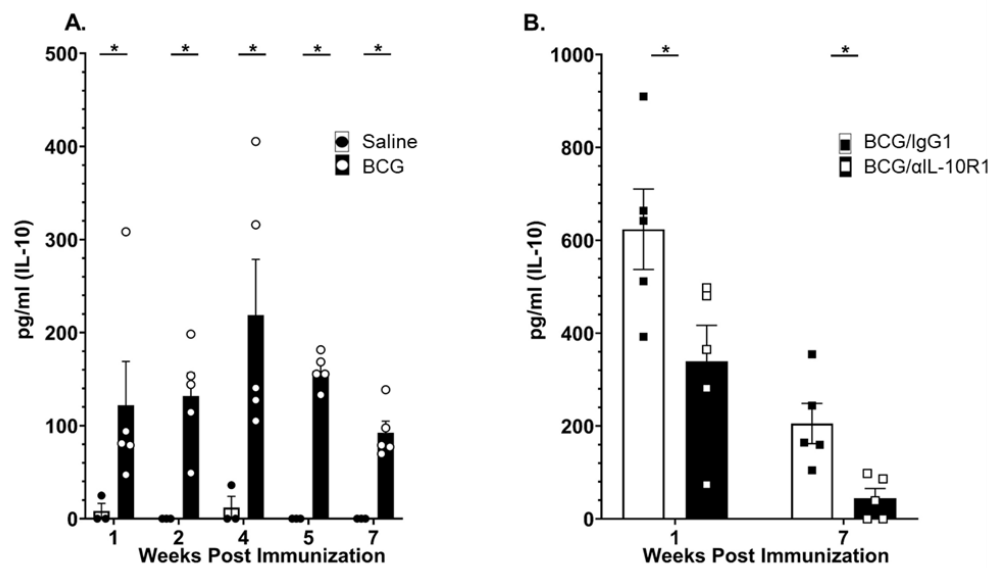 A.
* * * * *
500
400
300
200
100
0
pg/ml (IL-10)
Saline
BCG
1 2 4 5 7
Weeks Post Immunization
B.
* *
1000
800
600
400
200
0
pg/ml (IL-10)
BCG/IgG1
BCG/αIL-10R1
1 7
Weeks Post Immunization